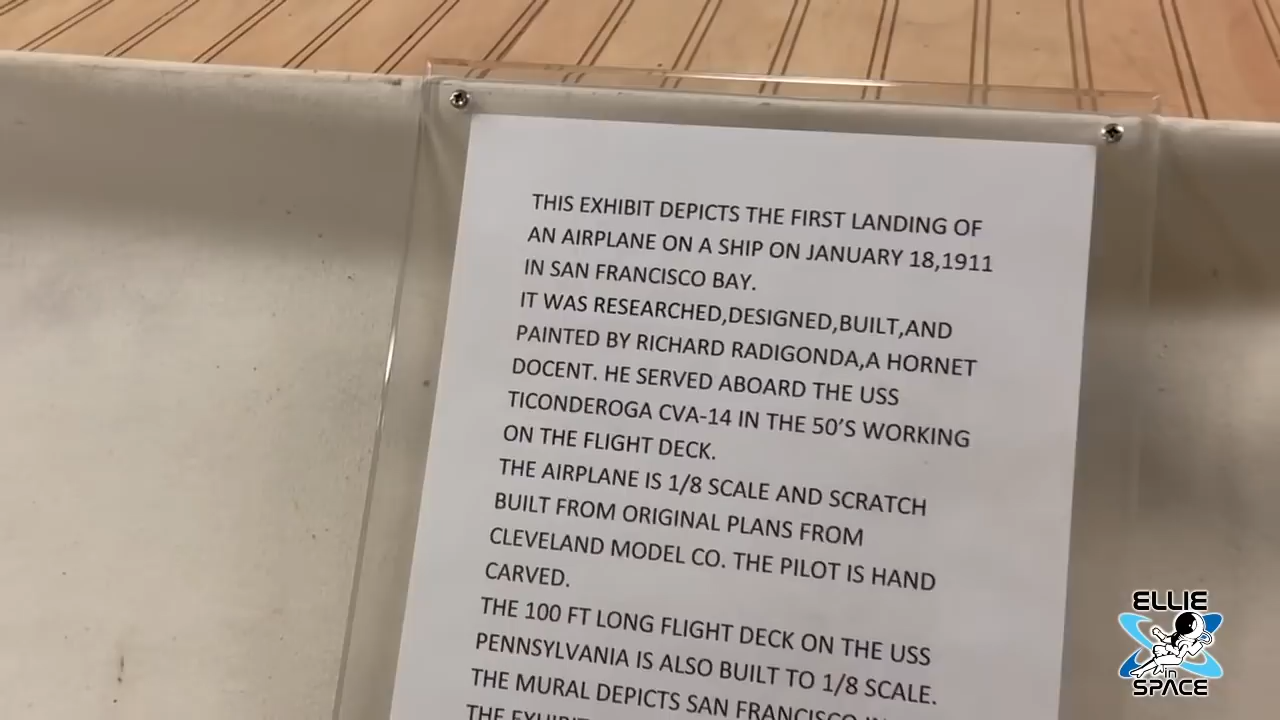 THIS EXHIBIT DEPICTS THE FIRST LANDING OF
AN AIRPLANE ON A SHIP ON JANUARY 18,1911
IN SAN FRANCISCO BAY.
IT WAS RESEARCHED,DESIGNED,BUILT,AND
PAINTED BY RICHARD RADIGONDA,A HORNET
DOCENT. HE SERVED ABOARD THE USS
TICONDEROGA CVA-14 IN THE 50'S WORKING
ON THE FLIGHT DECK.
THE AIRPLANE IS 1/8 SCALE AND SCRATCH
BUILT FROM ORIGINAL PLANS FROM
CLEVELAND MODEL CO. THE PILOT IS HAND
CARVED.
THE 100 FT LONG FLIGHT DECK ON THE USS
PENNSYLVANIA IS ALSO BUILT TO 1/8 SCALE.
THE MURAL DEPICTS SAN FRANCISCO
THE
ELLIE
in
SPACE